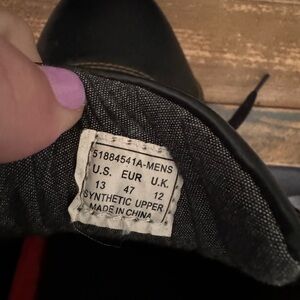 51884541A-MENS
U.S. EUR U.K.
13 47 12
SYNTHETIC UPPER
MADE IN CHINA